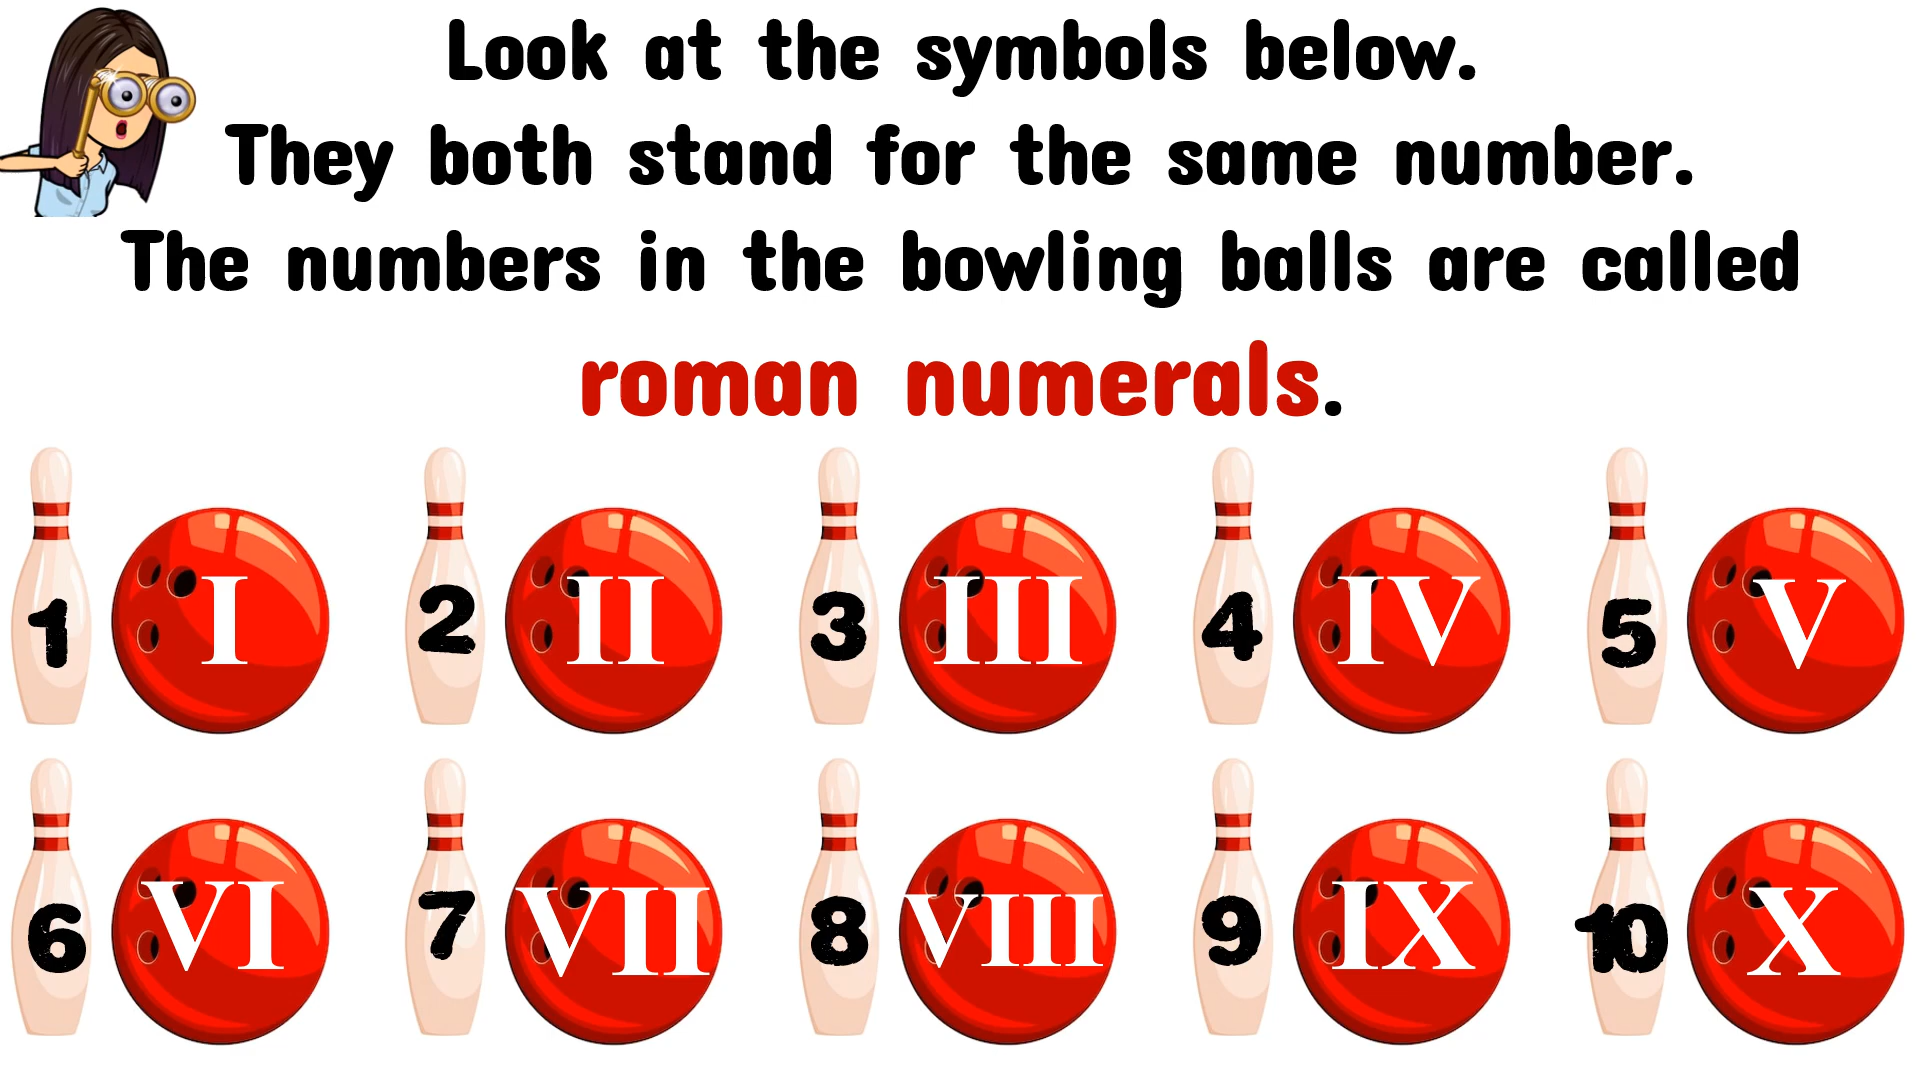 Look at the symbols below.
They both stand for the same number.
The numbers in the bowling balls are called
roman numerals.
1 I 2 II 3 III 4 IV 5 V
6 VI 7 VII 8 VIII 9 IX 10 X